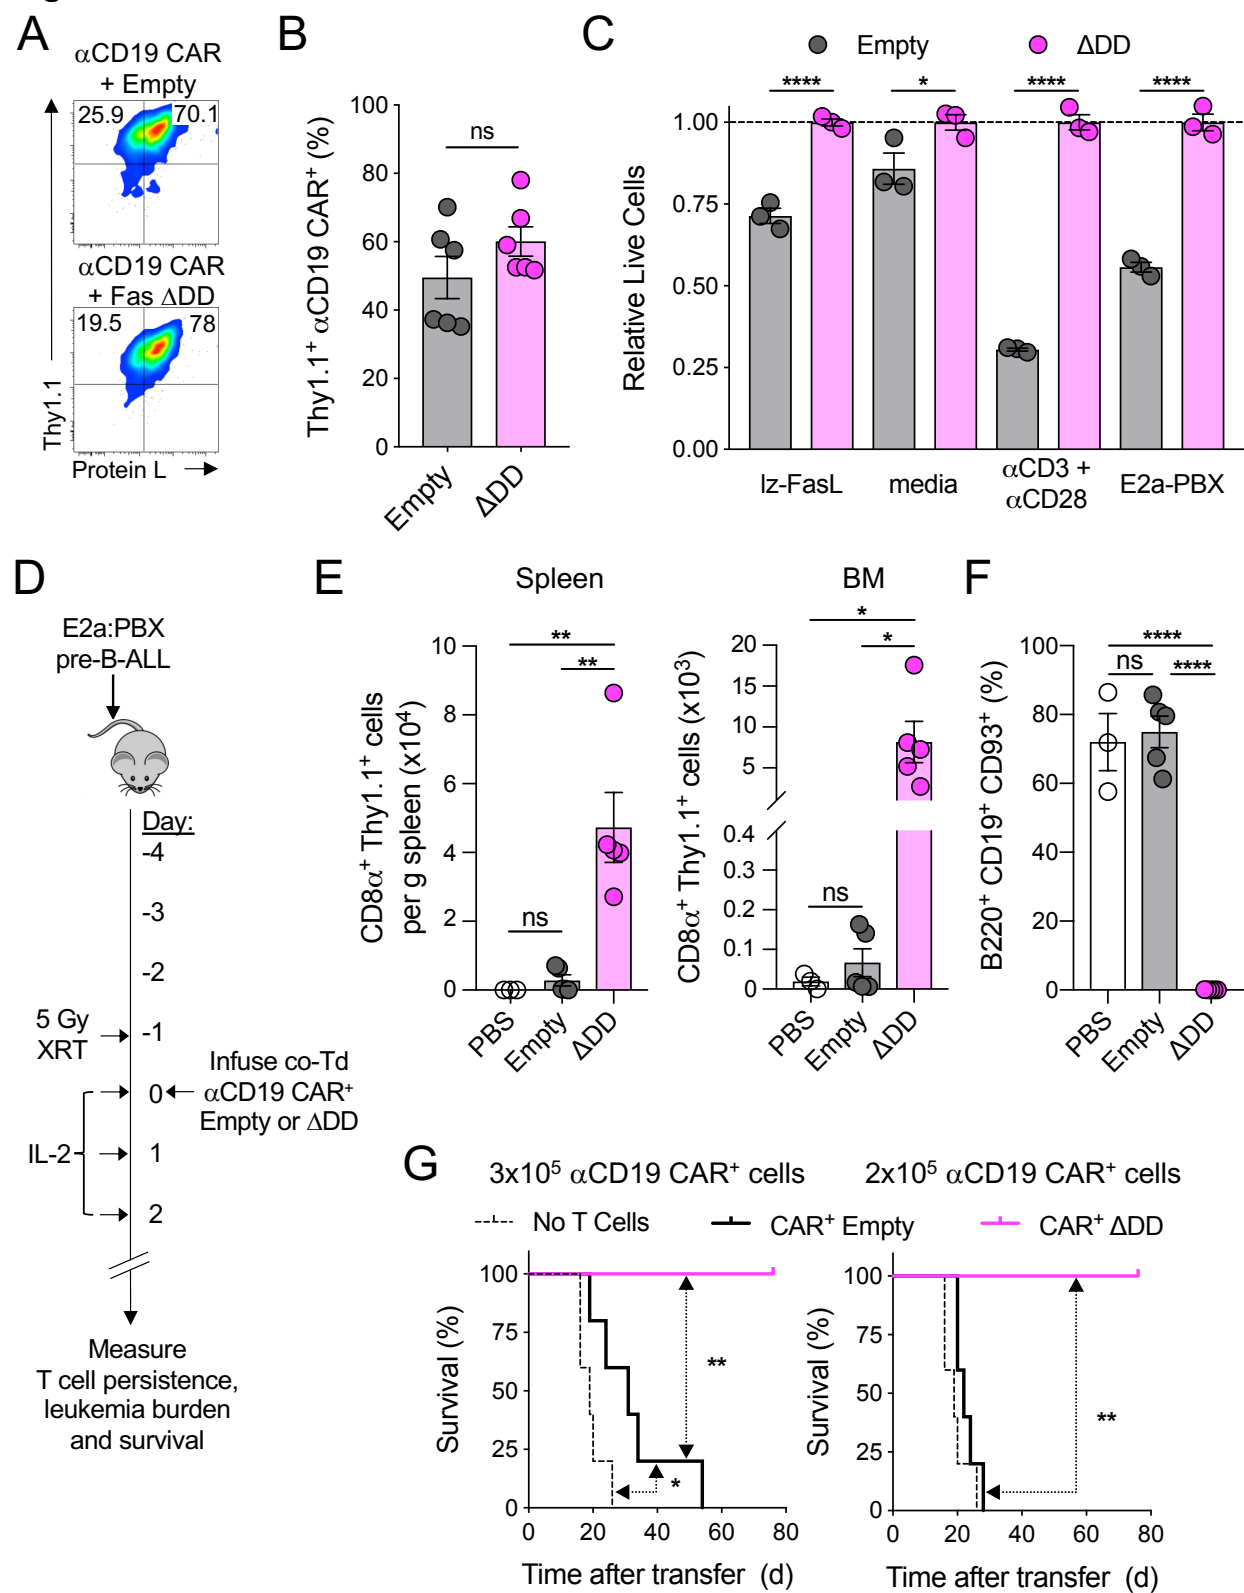 A
αCD19 CAR
+ Empty
25.9
70.1
αCD19 CAR
+ Fas ΔDD
19.5
78
Thy1.1
Protein L
B
Thy1.1+ αCD19 CAR+ (%)
100
80
60
40
20
0
ns
Empty
ΔDD
C
Empty
ΔDD
****
*
****
****
Relative Live Cells
1.00
0.75
0.50
0.25
0.00
lz-FasL
media
αCD3 +
αCD28
E2a-PBX
D
E2a:PBX
pre-B-ALL
Day:
-4
-3
-2
5 Gy
XRT
-1
0
Infuse co-Td
αCD19 CAR+
Empty or ΔDD
IL-2
1
2
Measure
T cell persistence,
leukemia burden
and survival
E
Spleen
CD8α+ Thy1.1+ cells
per g spleen (x10⁴)
10
8
6
4
2
0
**
**
ns
PBS
Empty
ΔDD
BM
CD8α+ Thy1.1+ cells (x10³)
20
15
10
5
0.4
0.3
0.2
0.1
0
*
*
ns
PBS
Empty
ΔDD
F
B220+ CD19+ CD93+ (%)
100
80
60
40
20
0
****
ns
****
PBS
Empty
ΔDD
G
3x10⁵ αCD19 CAR+ cells
2x10⁵ αCD19 CAR+ cells
No T Cells
CAR+ Empty
CAR+ ΔDD
Survival (%)
100
75
50
25
0
**
*
0
20
40
60
80
Time after transfer (d)
Survival (%)
100
75
50
25
0
**
0
20
40
60
80
Time after transfer (d)